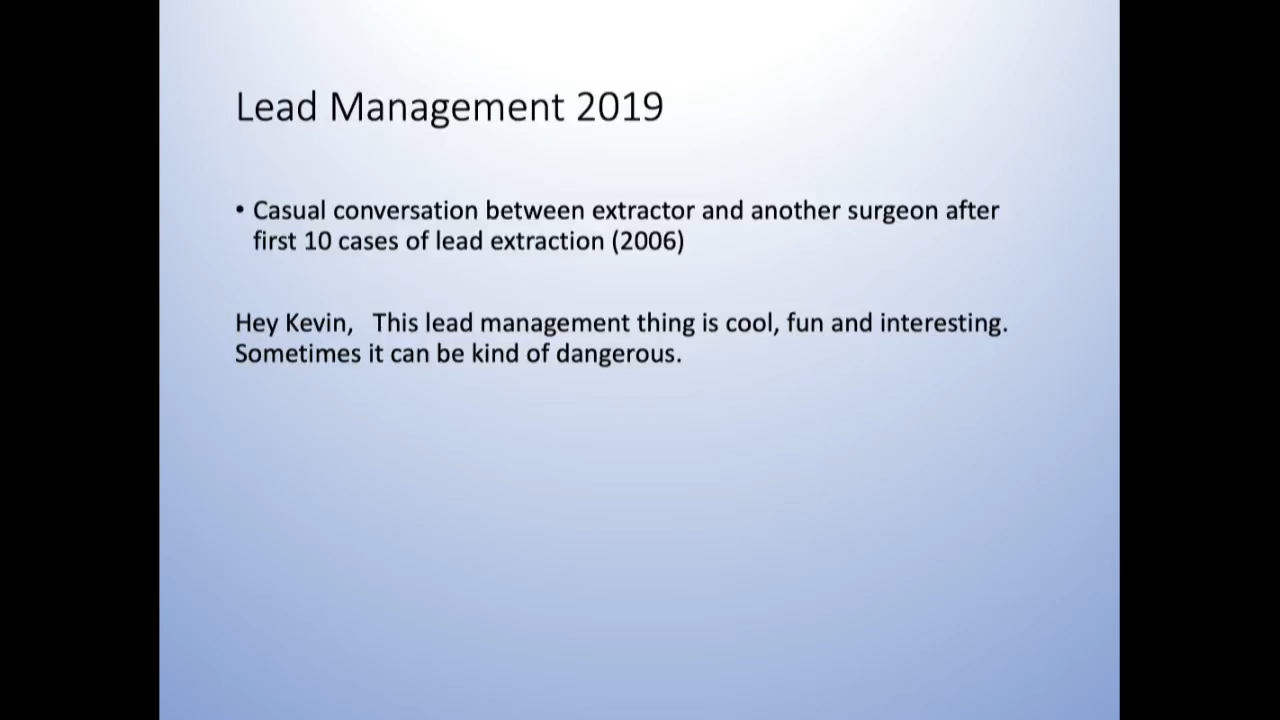 Lead Management 2019
• Casual conversation between extractor and another surgeon after
first 10 cases of lead extraction (2006)
Hey Kevin,   This lead management thing is cool, fun and interesting.
Sometimes it can be kind of dangerous.